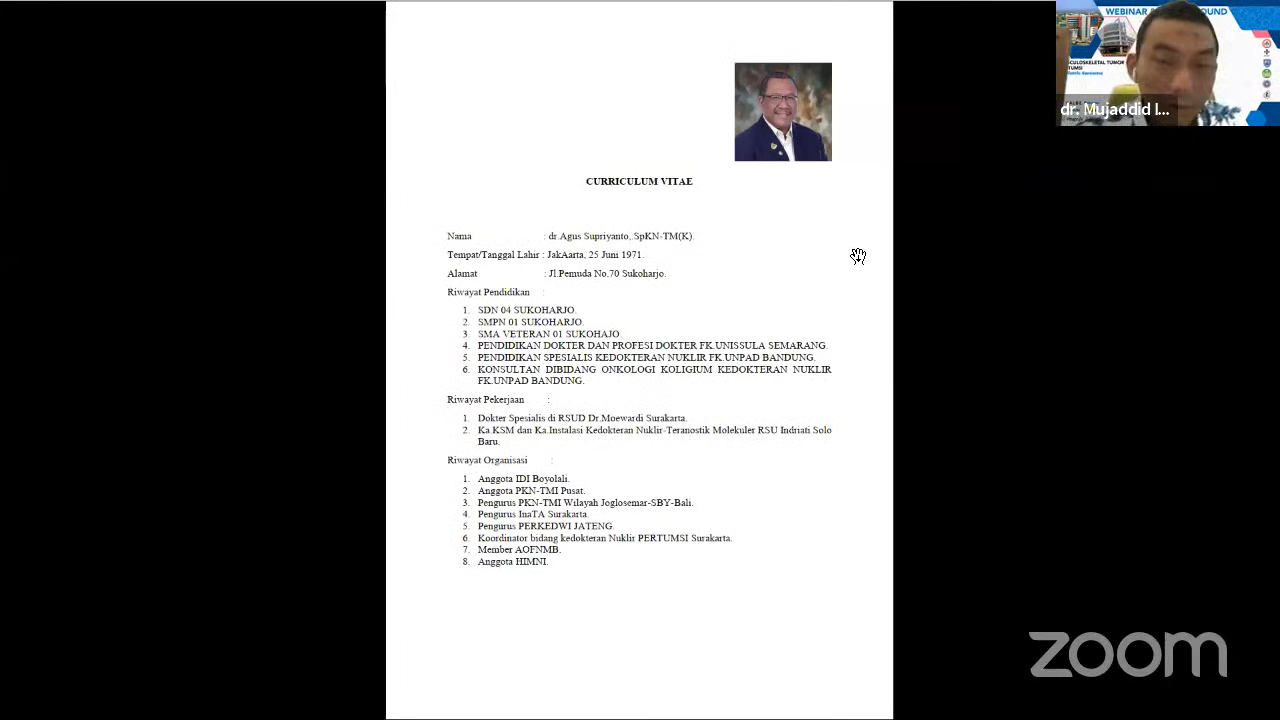 CURRICULUM VITAE
Nama : dr.Agus Supriyanto,.SpKN-TM(K).
Tempat/Tanggal Lahir : JakAarta, 25 Juni 1971.
Alamat : Jl.Pemuda No.70 Sukoharjo.
Riwayat Pendidikan :
1. SDN 04 SUKOHARJO.
2. SMPN 01 SUKOHARJO.
3. SMA VETERAN 01 SUKOHAJO.
4. PENDIDIKAN DOKTER DAN PROFESI DOKTER FK.UNISSULA SEMARANG.
5. PENDIDIKAN SPESIALIS KEDOKTERAN NUKLIR FK.UNPAD BANDUNG.
6. KONSULTAN DIBIDANG ONKOLOGI KOLIGIUM KEDOKTERAN NUKLIR
FK.UNPAD BANDUNG.
Riwayat Pekerjaan :
1. Dokter Spesialis di RSUD Dr.Moewardi Surakarta.
2. Ka.KSM dan Ka.Instalasi Kedokteran Nuklir-Teranostik Molekuler RSU Indriati Solo
Baru.
Riwayat Organisasi :
1. Anggota IDI Boyolali.
2. Anggota PKN-TMI Pusat.
3. Pengurus PKN-TMI Wilayah Joglosemar-SBY-Bali.
4. Pengurus InaTA Surakarta.
5. Pengurus PERKEDWI JATENG.
6. Koordinator bidang kedokteran Nuklir PERTUMSI Surakarta.
7. Member AOFNMB.
8. Anggota HIMNI.
WEBINAR
OUND
TUMOR
dr. Mujaddid I...
zoom